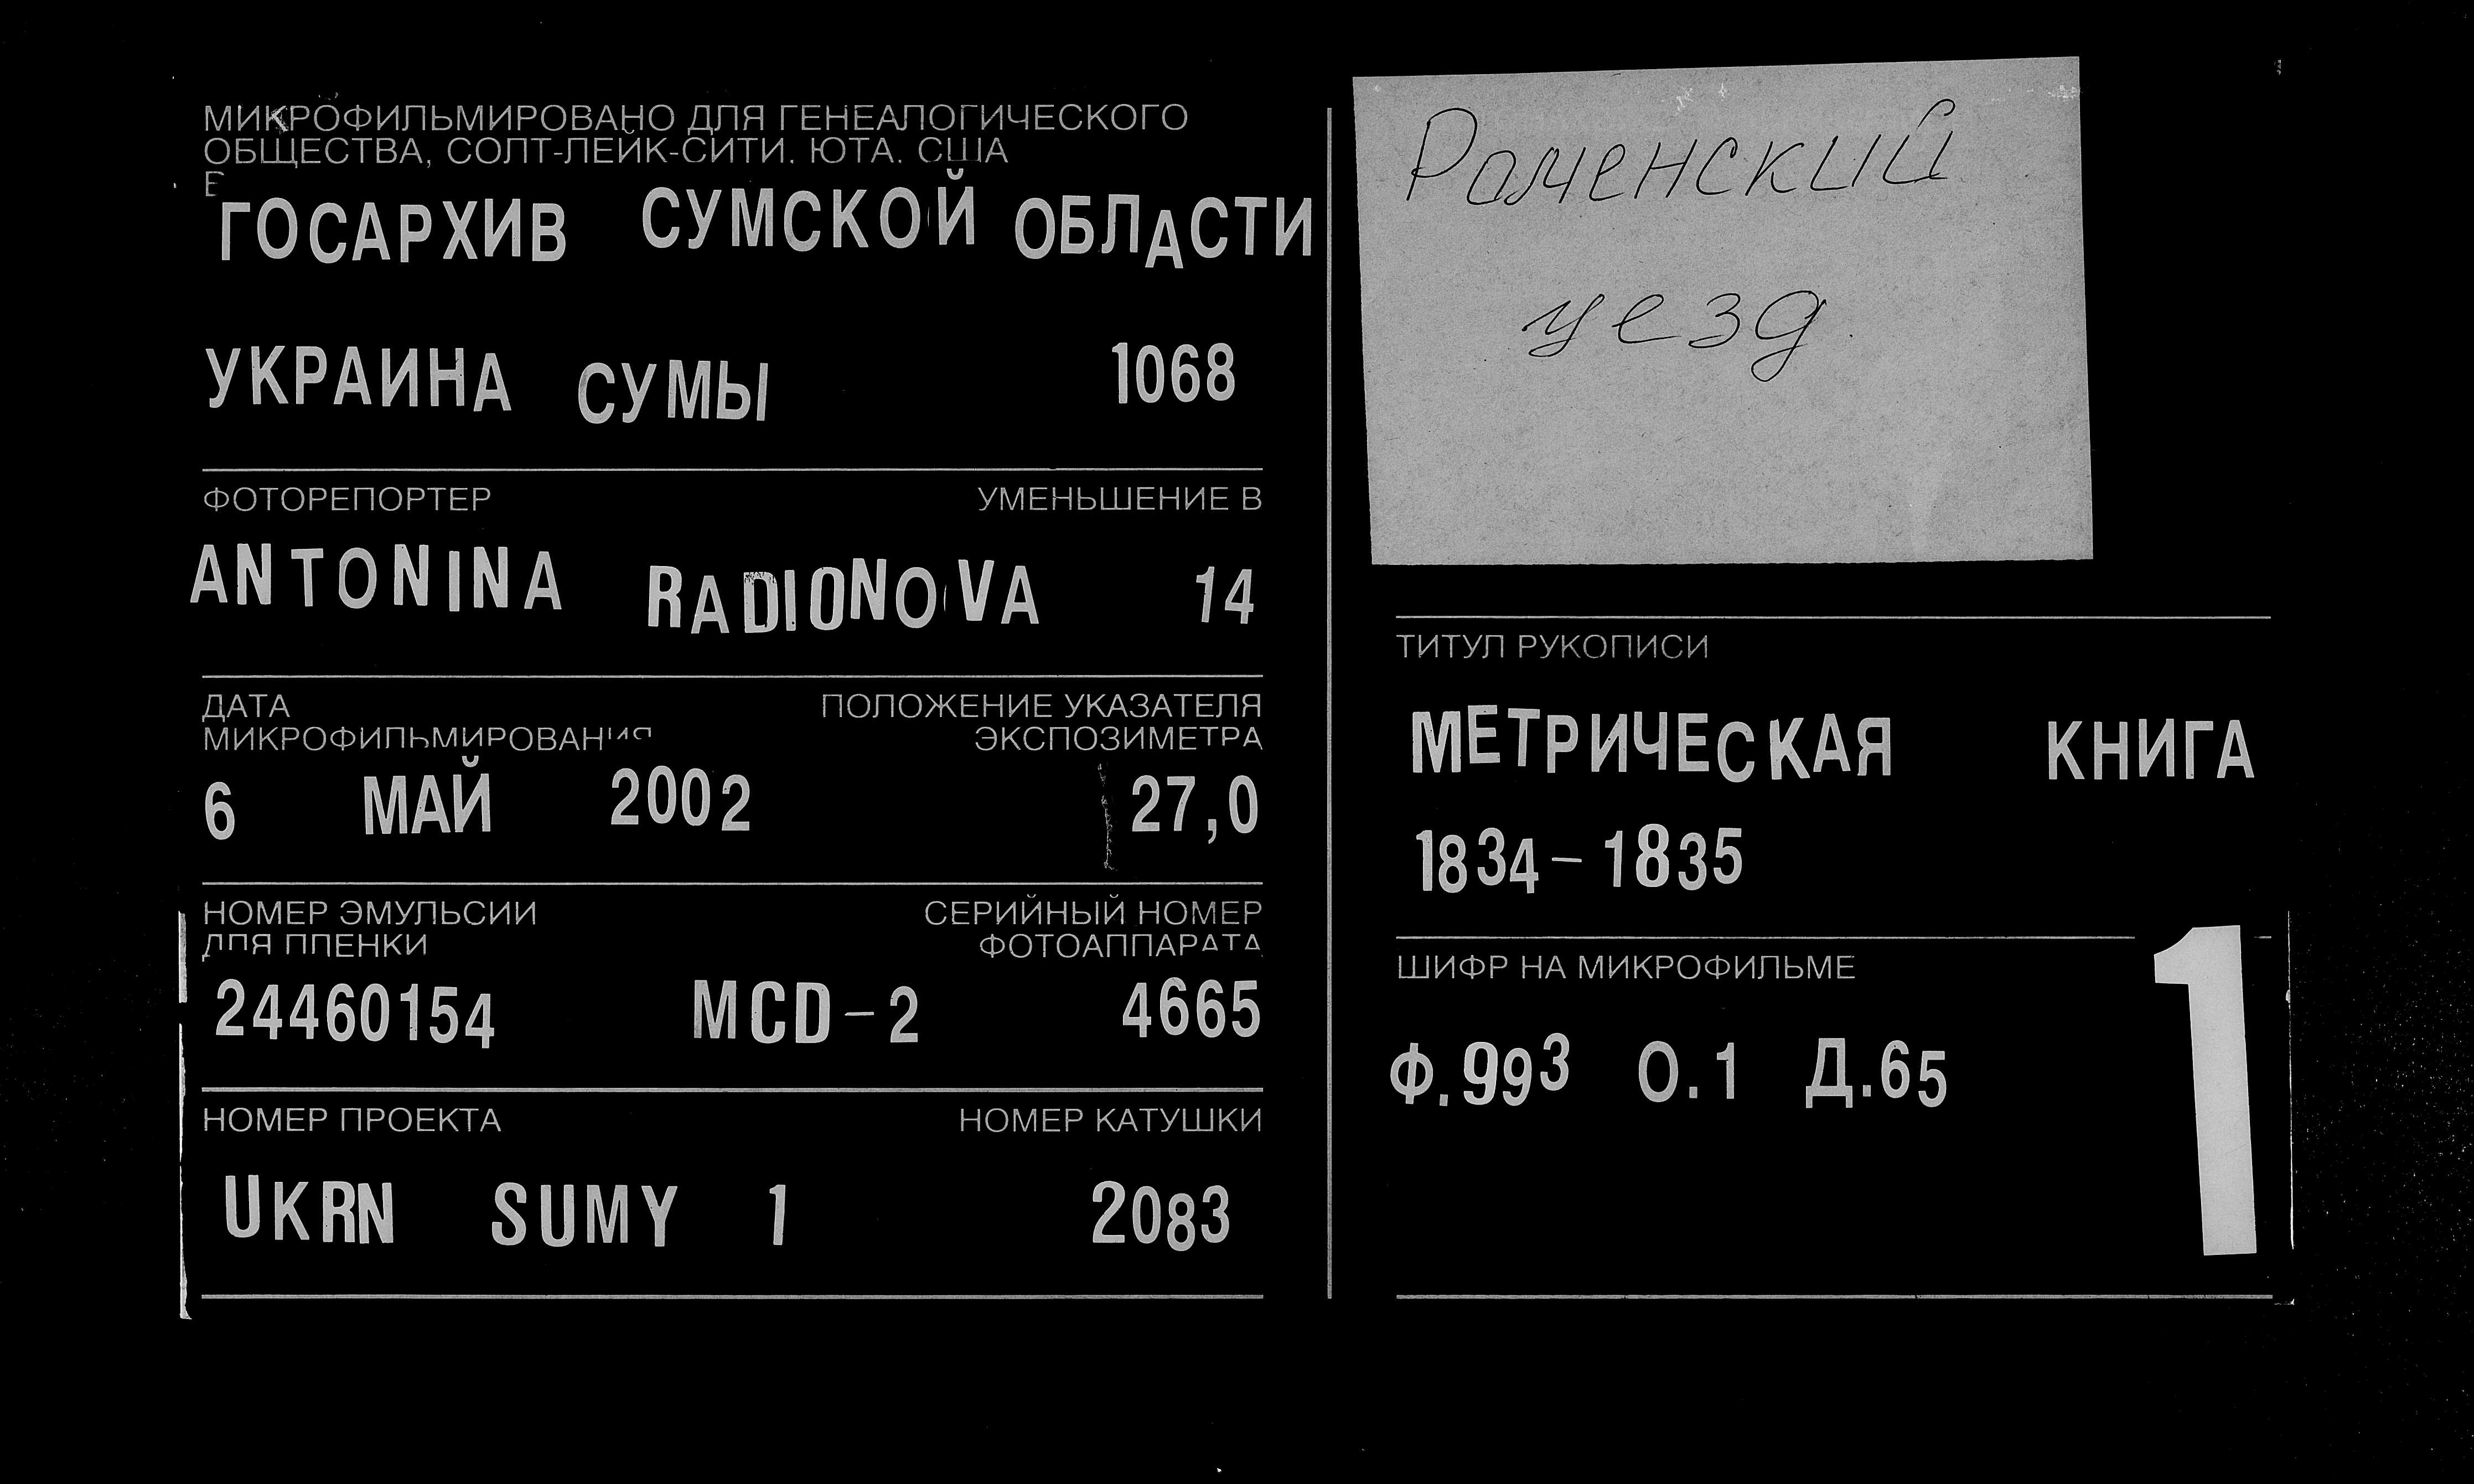 МИКРОФИЛЬМИРОВАНО ДЛЯ ГЕНЕАЛОГИЧЕСКОГО
ОБЩЕСТВА, СОЛТ-ЛЕЙК-СИТИ, ЮТА, США
В
ГОСАРХИВ СУМСКОЙ ОБЛАСТИ
УКРАИНА СУМЫ 1068
ФОТОРЕПОРТЕР УМЕНЬШЕНИЕ В
ANTONINA RADIONOVA 14
ДАТА ПОЛОЖЕНИЕ УКАЗАТЕЛЯ
МИКРОФИЛЬМИРОВАНИЯ ЭКСПОЗИМЕТРА
6 МАЙ 2002 27,0
НОМЕР ЭМУЛЬСИИ СЕРИЙНЫЙ НОМЕР
ДЛЯ ПЛЕНКИ ФОТОАППАРАТА
24460154 MCD-2 4665
НОМЕР ПРОЕКТА НОМЕР КАТУШКИ
UKRN SUMY 1 2083
Роменский
уезд
ТИТУЛ РУКОПИСИ
МЕТРИЧЕСКАЯ КНИГА
1834-1835
ШИФР НА МИКРОФИЛЬМЕ
Ф.993 О.1 Д.65
1